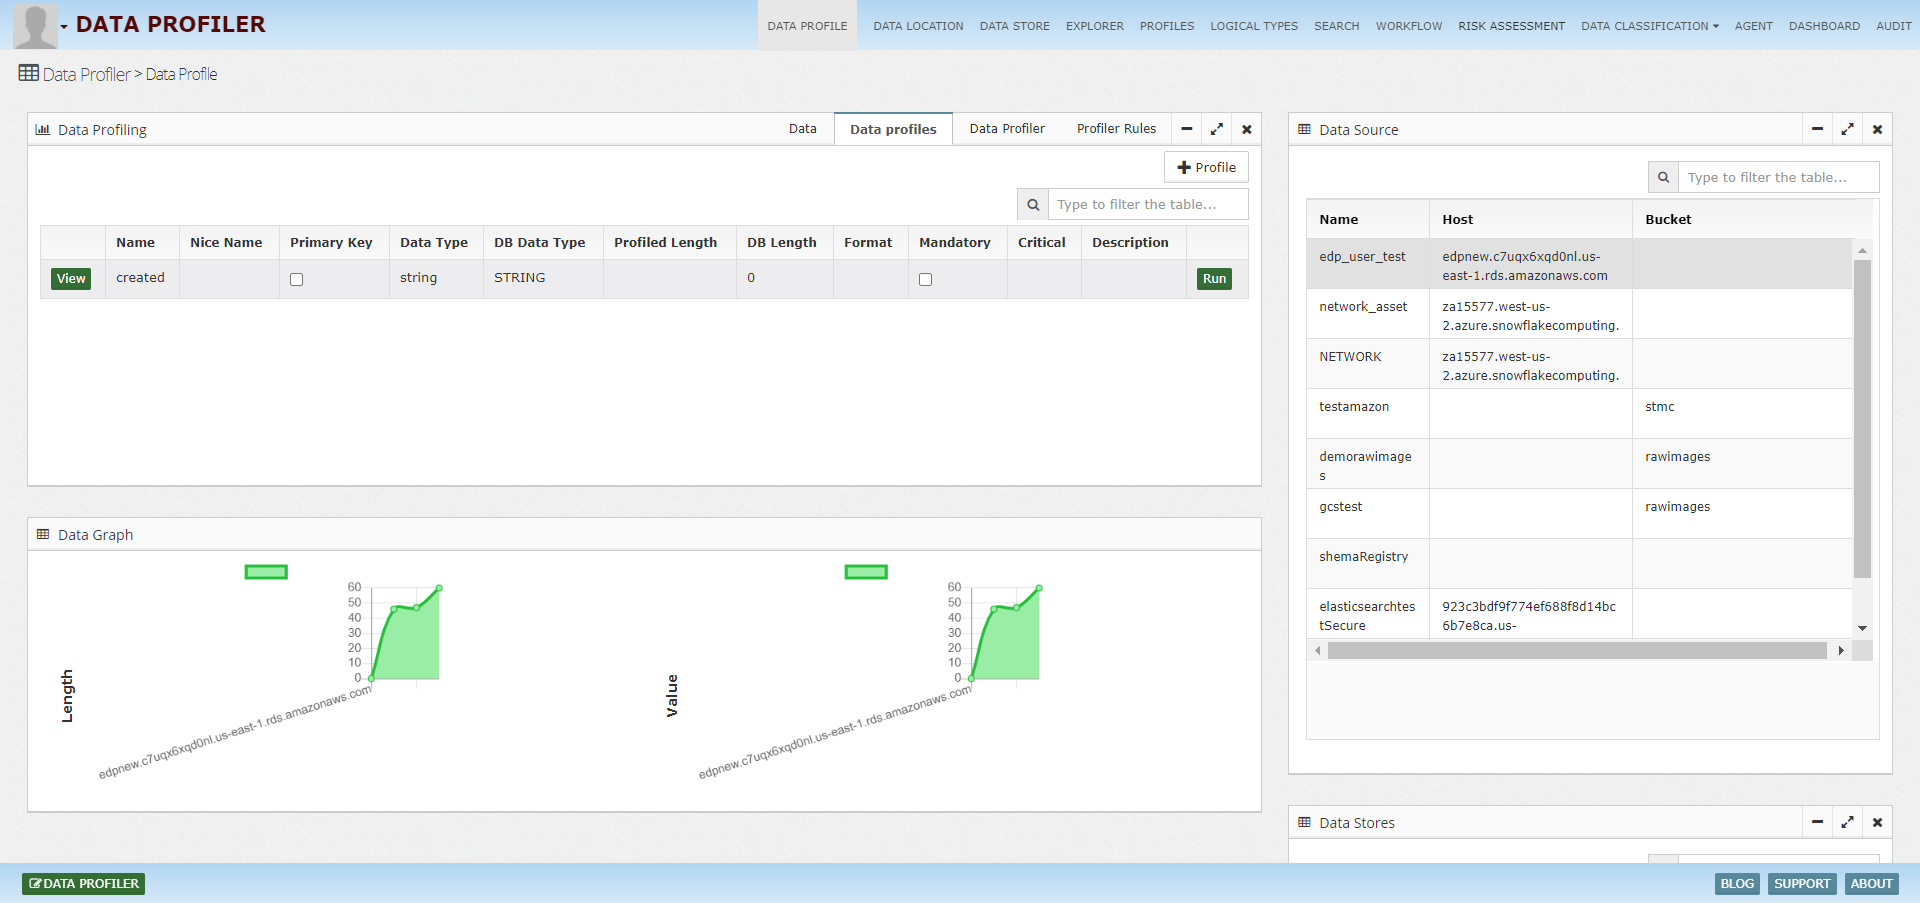 DATA PROFILER
DATA PROFILE DATA LOCATION DATA STORE EXPLORER PROFILES LOGICAL TYPES SEARCH WORKFLOW RISK ASSESSMENT DATA CLASSIFICATION AGENT DASHBOARD AUDIT
Data Profiler > Data Profile
Data Profiling
Data Data profiles Data Profiler Profiler Rules
Profile
Type to filter the table...
Name Nice Name Primary Key Data Type DB Data Type Profiled Length DB Length Format Mandatory Critical Description
View created string STRING 0 Run
Data Graph
Length
60
50
40
30
20
10
0
edpnew.c7uqx6xqd0nl.us-east-1.rds.amazonaws.com
Value
60
50
40
30
20
10
0
edpnew.c7uqx6xqd0nl.us-east-1.rds.amazonaws.com
Data Source
Type to filter the table...
Name Host Bucket
edp_user_test edpnew.c7uqx6xqd0nl.us-
east-1.rds.amazonaws.com
network_asset za15577.west-us-
2.azure.snowflakecomputing.
NETWORK za15577.west-us-
2.azure.snowflakecomputing.
testamazon stmc
demorawimage rawimages
s
gcstest rawimages
shemaRegistry
elasticsearchtes 923c3bdf9f774ef688f8d14bc
tSecure 6b7e8ca.us-
Data Stores
DATA PROFILER
BLOG SUPPORT ABOUT